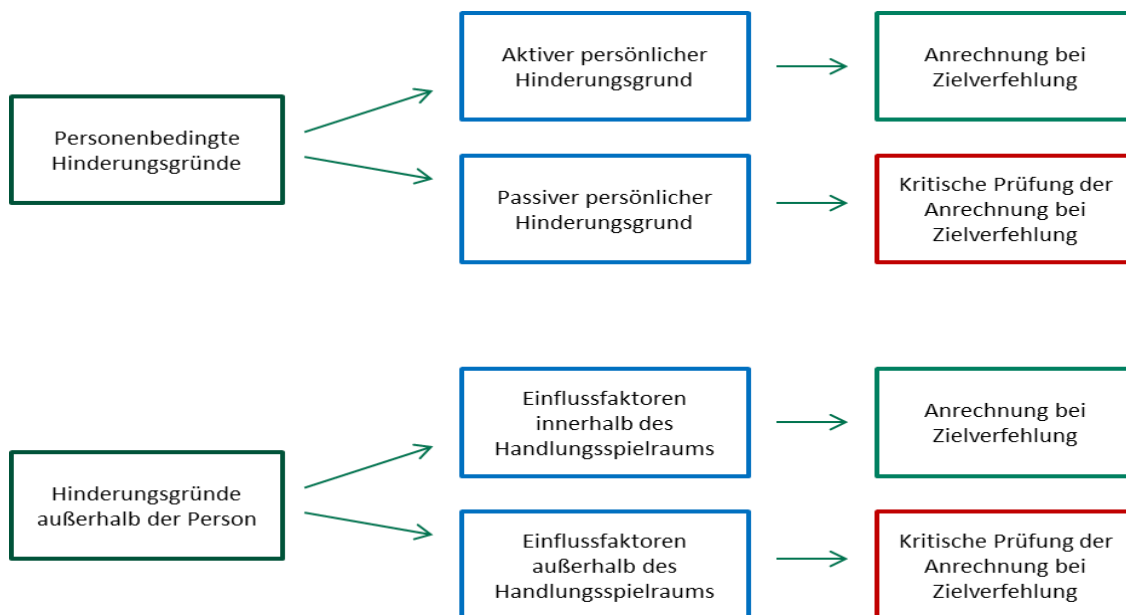 Personenbedingte
Hinderungsgründe
Aktiver persönlicher
Hinderungsgrund
Anrechnung bei
Zielverfehlung
Passiver persönlicher
Hinderungsgrund
Kritische Prüfung der
Anrechnung bei
Zielverfehlung
Hinderungsgründe
außerhalb der Person
Einflussfaktoren
innerhalb des
Handlungsspielraums
Anrechnung bei
Zielverfehlung
Einflussfaktoren
außerhalb des
Handlungsspielraums
Kritische Prüfung der
Anrechnung bei
Zielverfehlung